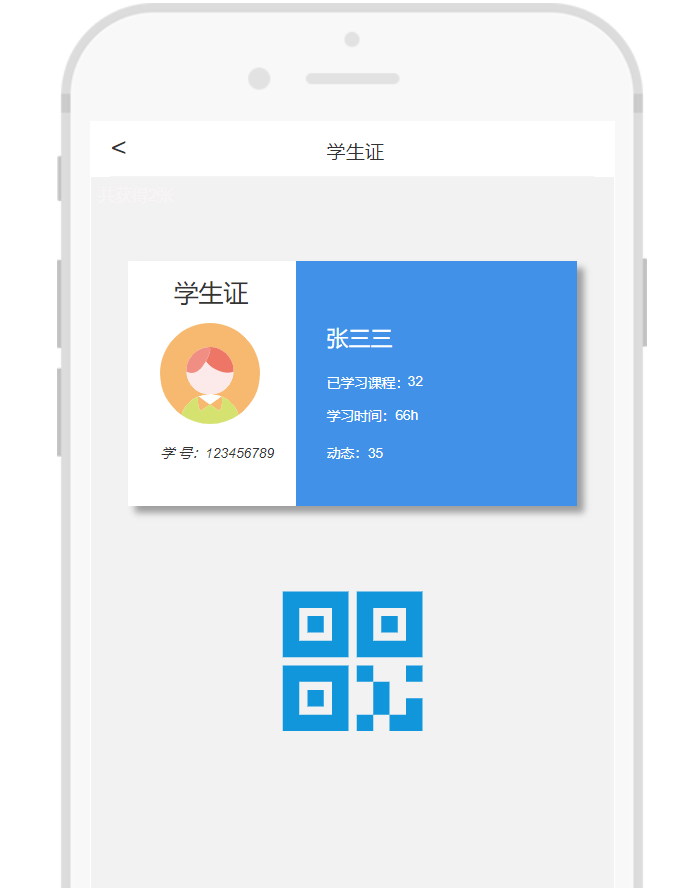 <
学生证
学生证
张三三
已学习课程：32
学习时间：66h
学 号：123456789
动态：35